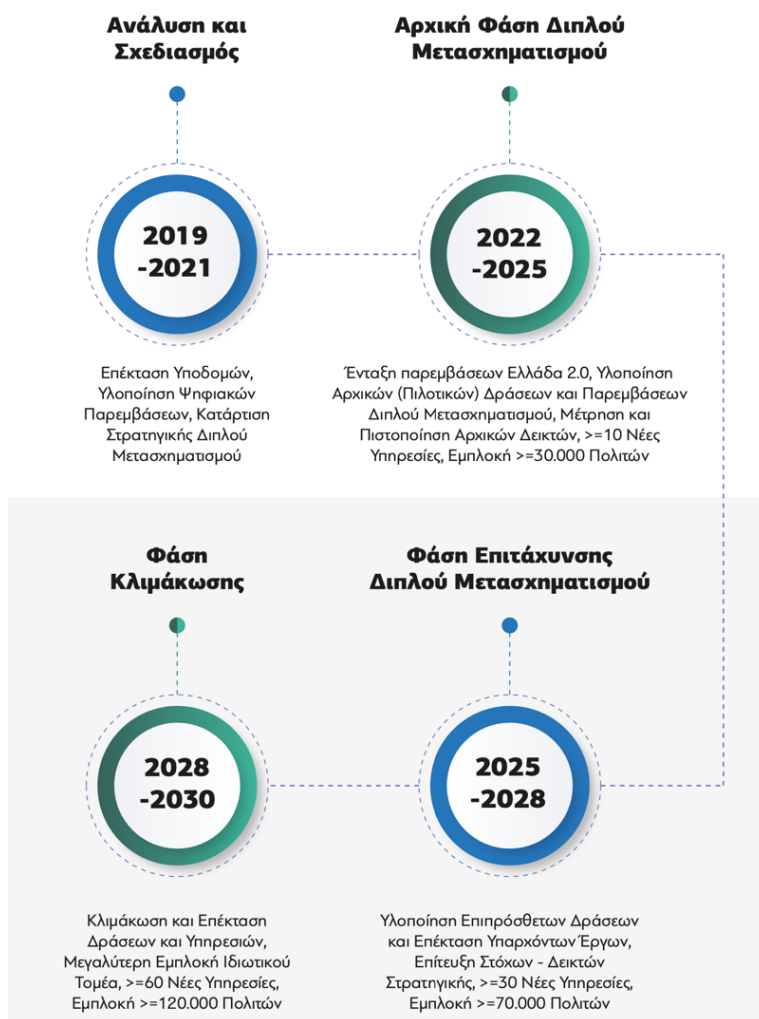 Ανάλυση και
Σχεδιασμός
2019
-2021
Επέκταση Υποδομών,
Υλοποίηση Ψηφιακών
Παρεμβάσεων, Κατάρτιση
Στρατηγικής Διπλού
Μετασχηματισμού
Αρχική Φάση Διπλού
Μετασχηματισμού
2022
-2025
Ένταξη παρεμβάσεων Ελλάδα 2.0, Υλοποίηση
Αρχικών (Πιλοτικών) Δράσεων και Παρεμβάσεων
Διπλού Μετασχηματισμού, Μέτρηση και
Πιστοποίηση Αρχικών Δεικτών, >=10 Νέες
Υπηρεσίες, Εμπλοκή >=30.000 Πολιτών
Φάση Επιτάχυνσης
Διπλού Μετασχηματισμού
2025
-2028
Υλοποίηση Επιπρόσθετων Δράσεων
και Επέκταση Υπαρχόντων Έργων,
Επίτευξη Στόχων - Δεικτών
Στρατηγικής, >=30 Νέες Υπηρεσίες,
Εμπλοκή >=70.000 Πολιτών
Φάση
Κλιμάκωσης
2028
-2030
Κλιμάκωση και Επέκταση
Δράσεων και Υπηρεσιών,
Μεγαλύτερη Εμπλοκή Ιδιωτικού
Τομέα, >=60 Νέες Υπηρεσίες,
Εμπλοκή >=120.000 Πολιτών